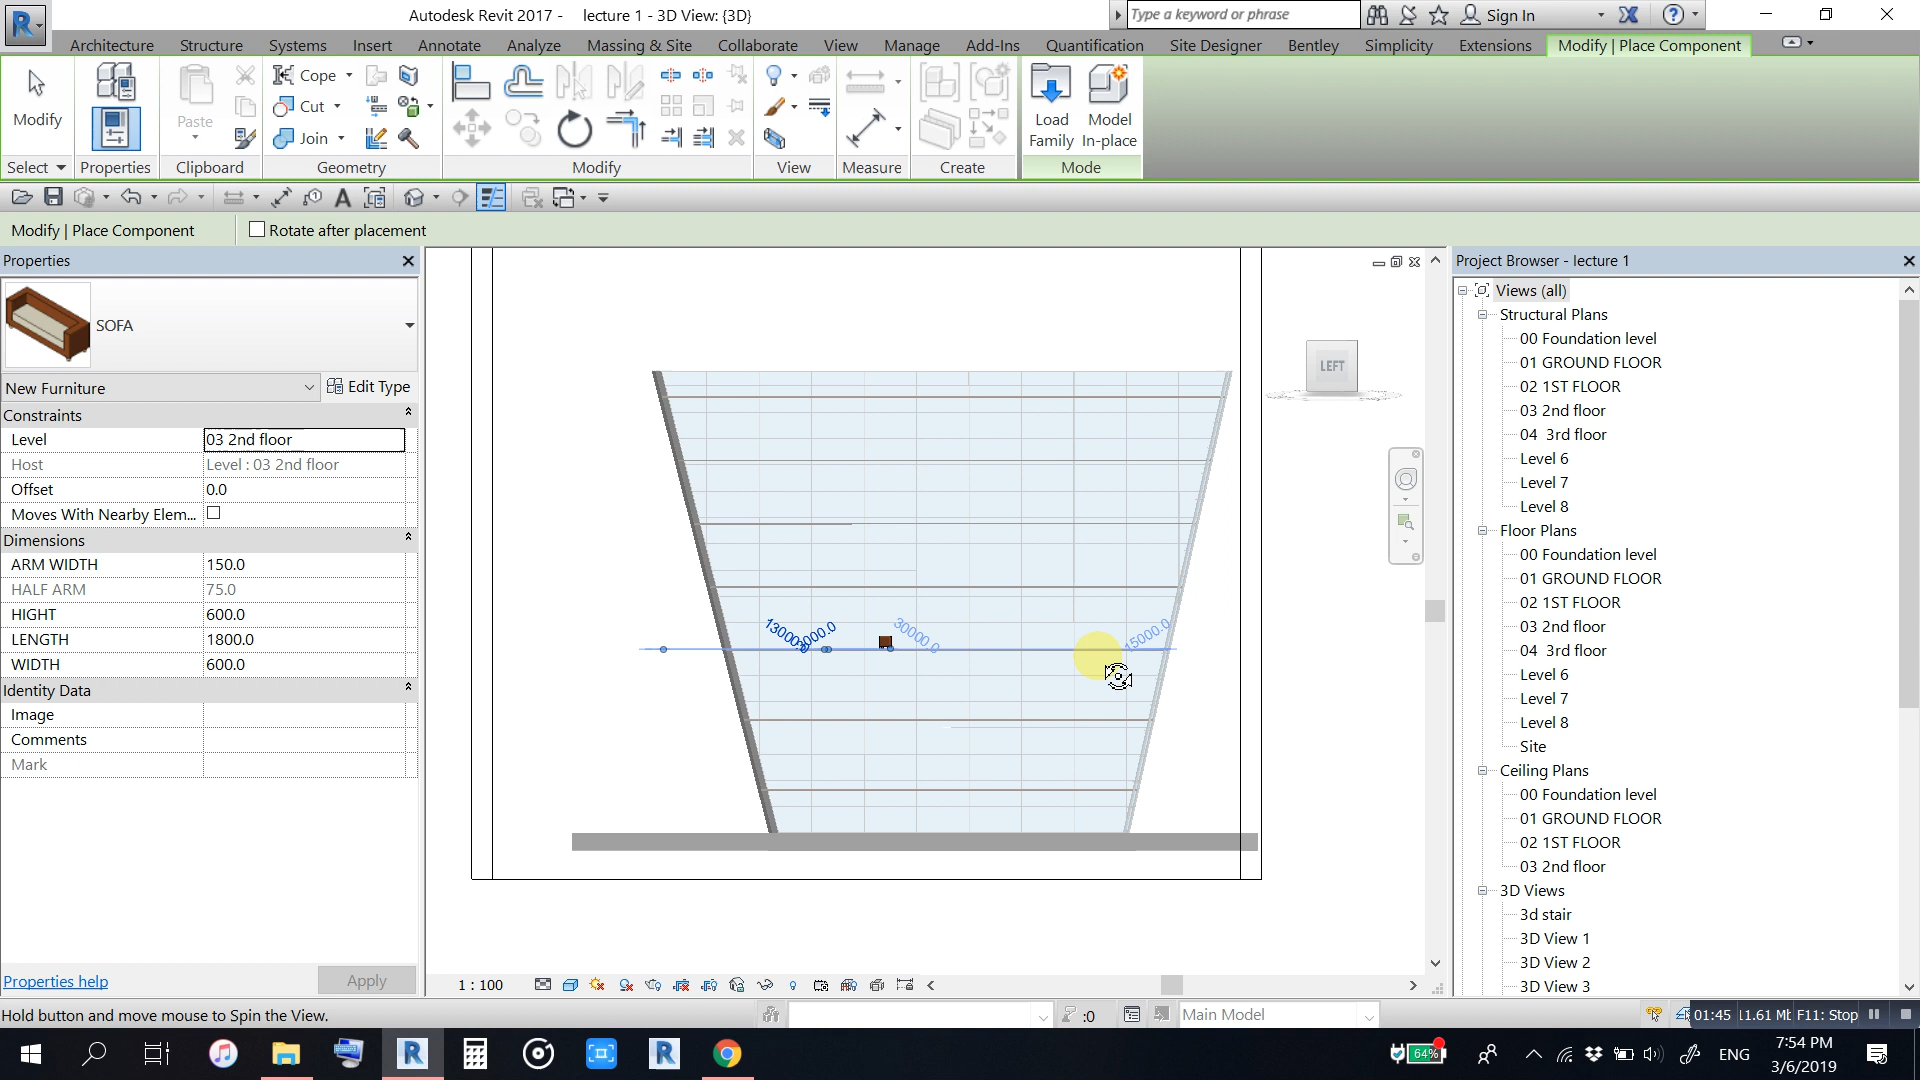 Autodesk Revit 2017 - lecture 1 - 3D View: {3D}
Type a keyword or phrase
Sign In
Architecture Structure Systems Insert Annotate Analyze Massing & Site Collaborate View Manage Add-Ins Quantification Site Designer Bentley Simplicity Extensions Modify | Place Component
Modify
Paste
Cope
Cut
Join
Load Family
Model In-place
Select Properties Clipboard Geometry Modify View Measure Create Mode
Modify | Place Component
Rotate after placement
Properties
SOFA
New Furniture
Edit Type
Constraints
Level 03 2nd floor
Host Level : 03 2nd floor
Offset 0.0
Moves With Nearby Elem...
Dimensions
ARM WIDTH 150.0
HALF ARM 75.0
HIGHT 600.0
LENGTH 1800.0
WIDTH 600.0
Identity Data
Image
Comments
Mark
Properties help
Apply
LEFT
30000.0
15000.0
1 : 100
Project Browser - lecture 1
Views (all)
Structural Plans
00 Foundation level
01 GROUND FLOOR
02 1ST FLOOR
03 2nd floor
04 3rd floor
Level 6
Level 7
Level 8
Floor Plans
00 Foundation level
01 GROUND FLOOR
02 1ST FLOOR
03 2nd floor
04 3rd floor
Level 6
Level 7
Level 8
Site
Ceiling Plans
00 Foundation level
01 GROUND FLOOR
02 1ST FLOOR
03 2nd floor
3D Views
3d stair
3D View 1
3D View 2
3D View 3
Hold button and move mouse to Spin the View.
:0
Main Model
01:45
F11: Stop
64%
ENG
7:54 PM
3/6/2019